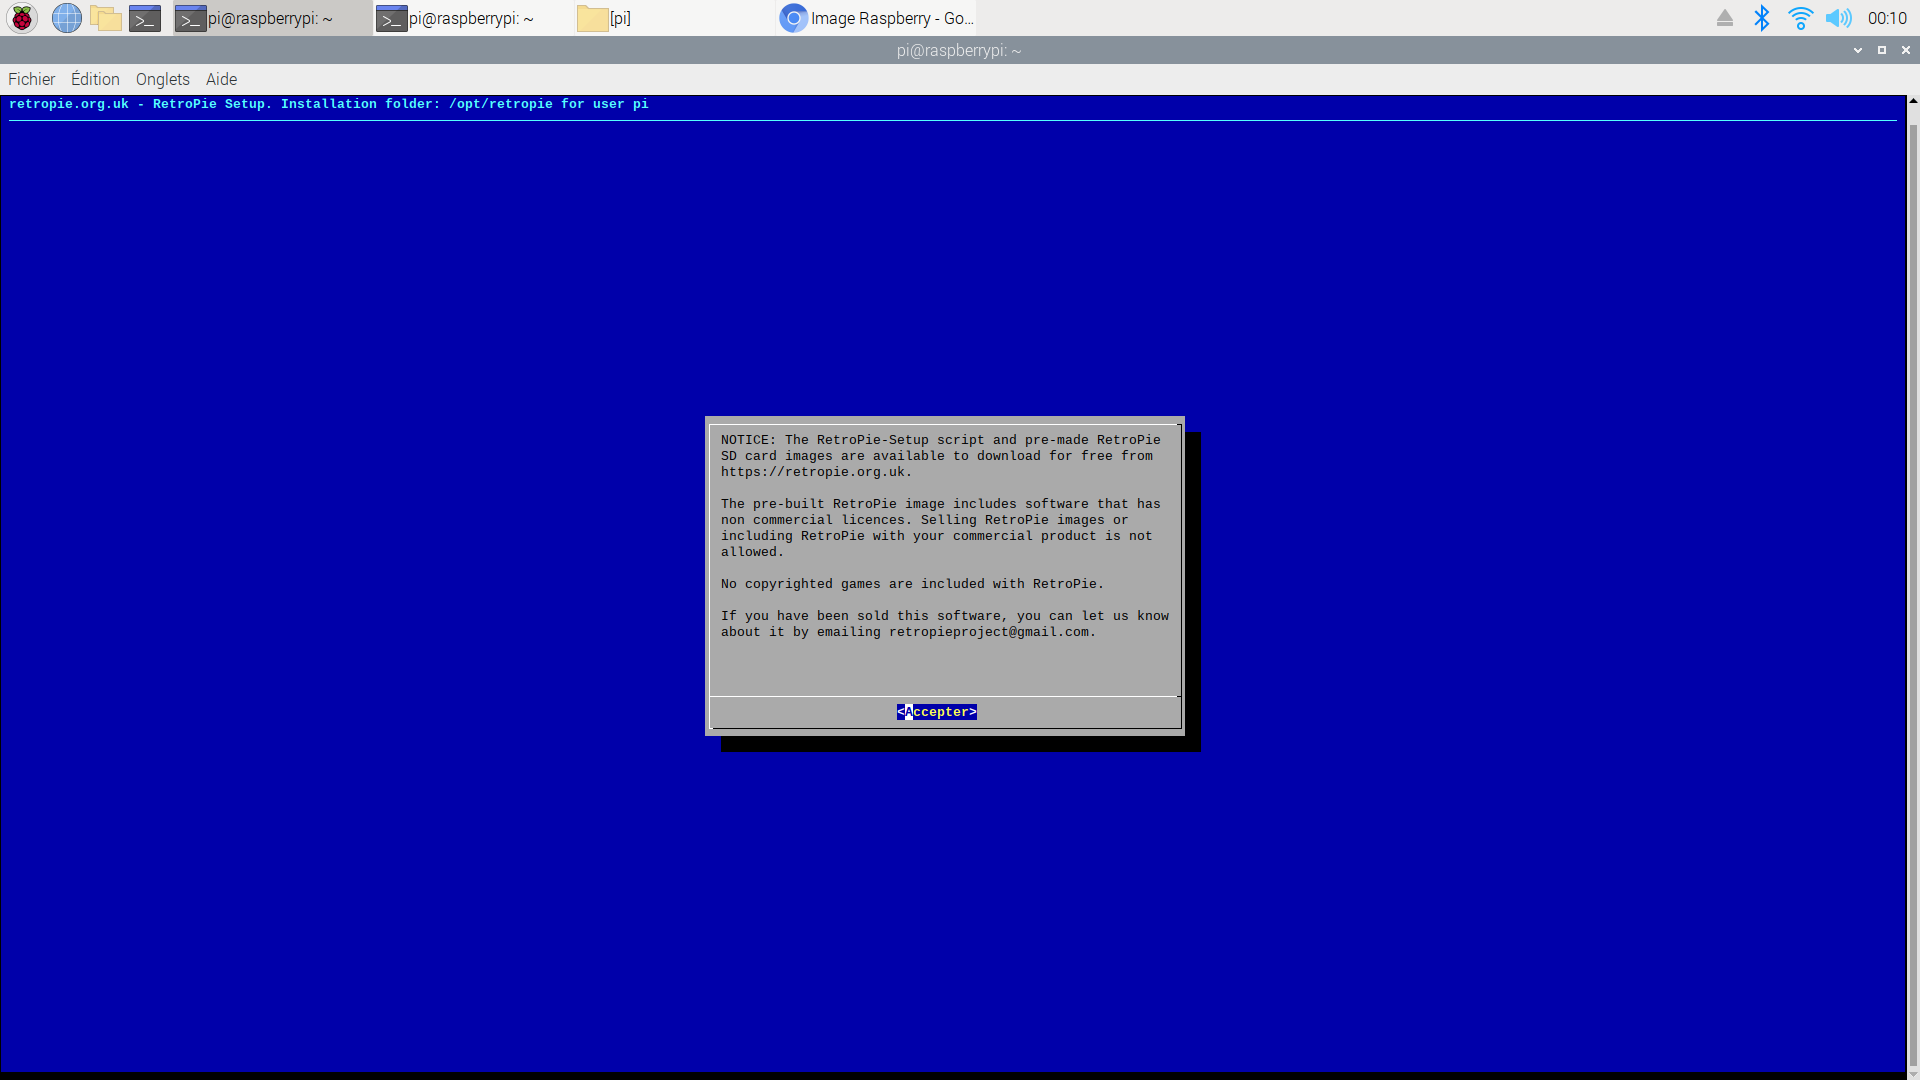 pi@raspberrypi: ~
pi@raspberrypi: ~
[pi]
Image Raspberry - Go...
00:10
pi@raspberrypi: ~
Fichier Édition Onglets Aide
retropie.org.uk - RetroPie Setup. Installation folder: /opt/retropie for user pi
NOTICE: The RetroPie-Setup script and pre-made RetroPie
SD card images are available to download for free from
https://retropie.org.uk.
The pre-built RetroPie image includes software that has
non commercial licences. Selling RetroPie images or
including RetroPie with your commercial product is not
allowed.
No copyrighted games are included with RetroPie.
If you have been sold this software, you can let us know
about it by emailing retropieproject@gmail.com.
<Accepter>